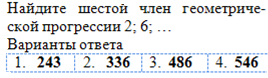 Найдите шестой член геометриче-
ской прогрессии 2; 6; …
Варианты ответа
1. 243 2. 336 3. 486 4. 546